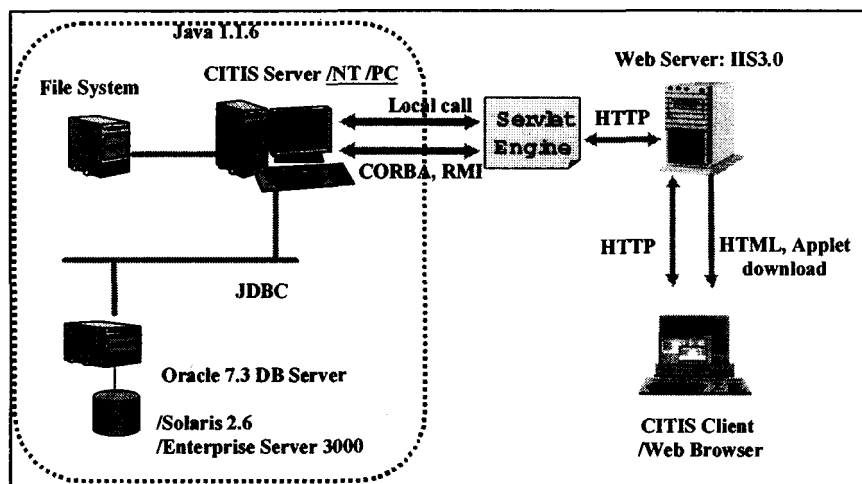 Java 1.1.6
CITIS Server /NT /PC
File System
Web Server: IIS3.0
Local call
Servlet
Engine
HTTP
CORBA, RMI
HTTP
HTML, Applet
download
JDBC
Oracle 7.3 DB Server
/Solaris 2.6
/Enterprise Server 3000
CITIS Client
/Web Browser